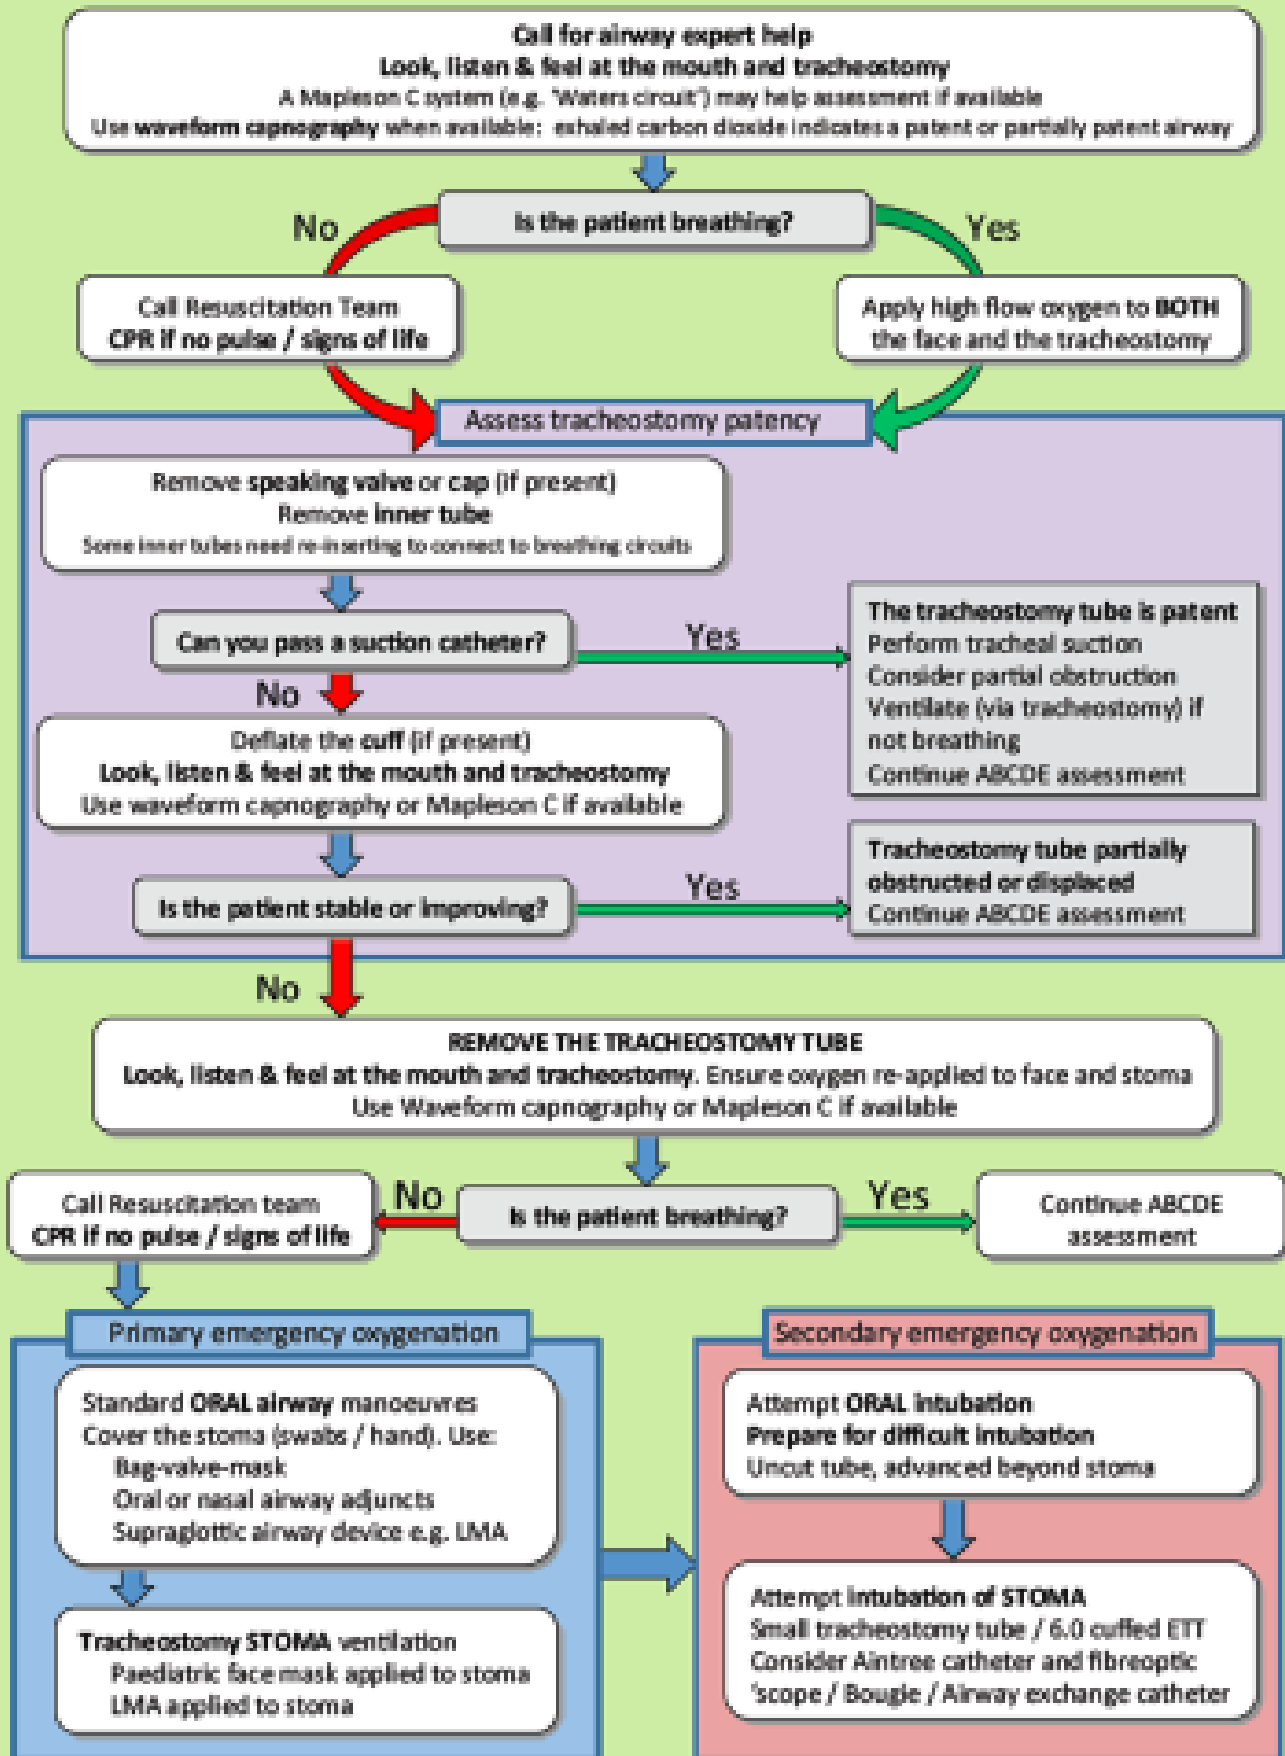 Call for airway expert help
Look, listen & feel at the mouth and tracheostomy
A Mapleson C system (e.g. 'Waters circuit') may help assessment if available
Use waveform capnography when available: exhaled carbon dioxide indicates a patent or partially patent airway
Is the patient breathing?
No
Yes
Call Resuscitation Team
CPR if no pulse / signs of life
Apply high flow oxygen to BOTH
the face and the tracheostomy
Assess tracheostomy patency
Remove speaking valve or cap (if present)
Remove inner tube
Some inner tubes need re-inserting to connect to breathing circuits
Can you pass a suction catheter?
Yes
The tracheostomy tube is patent
Perform tracheal suction
Consider partial obstruction
Ventilate (via tracheostomy) if
not breathing
Continue ABCDE assessment
No
Deflate the cuff (if present)
Look, listen & feel at the mouth and tracheostomy
Use waveform capnography or Mapleson C if available
Is the patient stable or improving?
Yes
Tracheostomy tube partially
obstructed or displaced
Continue ABCDE assessment
No
REMOVE THE TRACHEOSTOMY TUBE
Look, listen & feel at the mouth and tracheostomy. Ensure oxygen re-applied to face and stoma
Use Waveform capnography or Mapleson C if available
Is the patient breathing?
No
Yes
Call Resuscitation team
CPR if no pulse / signs of life
Continue ABCDE
assessment
Primary emergency oxygenation
Standard ORAL airway manoeuvres
Cover the stoma (swabs / hand). Use:
Bag-valve-mask
Oral or nasal airway adjuncts
Supraglottic airway device e.g. LMA
Tracheostomy STOMA ventilation
Paediatric face mask applied to stoma
LMA applied to stoma
Secondary emergency oxygenation
Attempt ORAL intubation
Prepare for difficult intubation
Uncut tube, advanced beyond stoma
Attempt intubation of STOMA
Small tracheostomy tube / 6.0 cuffed ETT
Consider Aintree catheter and fibreoptic
'scope / Bougie / Airway exchange catheter